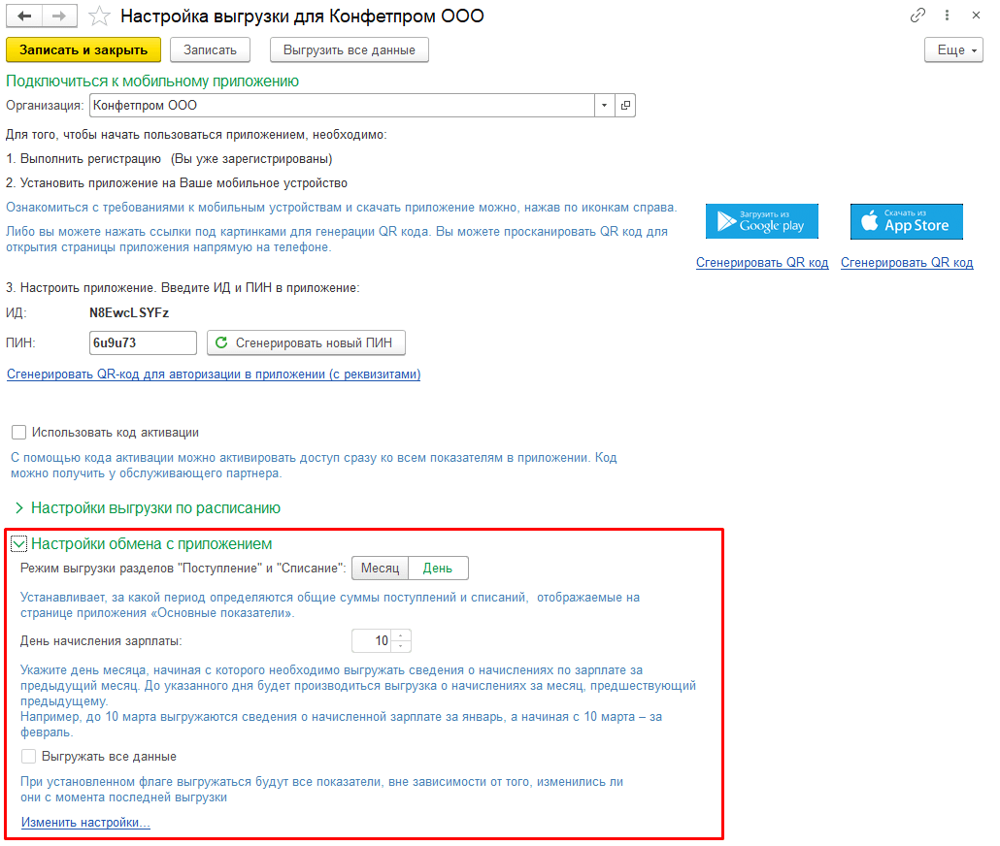 Настройка выгрузки для Конфетпром ООО
Записать и закрыть Записать Выгрузить все данные Еще
Подключиться к мобильному приложению
Организация: Конфетпром ООО
Для того, чтобы начать пользоваться приложением, необходимо:
1. Выполнить регистрацию (Вы уже зарегистрированы)
2. Установить приложение на Ваше мобильное устройство
Ознакомиться с требованиями к мобильным устройствам и скачать приложение можно, нажав по иконкам справа.
Либо вы можете нажать ссылки под картинками для генерации QR кода. Вы можете просканировать QR код для
открытия страницы приложения напрямую на телефоне.
Загрузить из
Google play
Скачать из
App Store
Сгенерировать QR код Сгенерировать QR код
3. Настроить приложение. Введите ИД и ПИН в приложение:
ИД: N8EwcLSYFz
ПИН: 6u9u73 Сгенерировать новый ПИН
Сгенерировать QR-код для авторизации в приложении (с реквизитами)
Использовать код активации
С помощью кода активации можно активировать доступ сразу ко всем показателям в приложении. Код
можно получить у обслуживающего партнера.
Настройки выгрузки по расписанию
Настройки обмена с приложением
Режим выгрузки разделов "Поступление" и "Списание": Месяц День
Устанавливает, за какой период определяются общие суммы поступлений и списаний, отображаемые на
странице приложения «Основные показатели».
День начисления зарплаты: 10
Укажите день месяца, начиная с которого необходимо выгружать сведения о начислениях по зарплате за
предыдущий месяц. До указанного дня будет производиться выгрузка о начислениях за месяц, предшествующий
предыдущему.
Например, до 10 марта выгружаются сведения о начисленной зарплате за январь, а начиная с 10 марта – за
февраль.
Выгружать все данные
При установленном флаге выгружаться будут все показатели, вне зависимости от того, изменились ли
они с момента последней выгрузки
Изменить настройки...